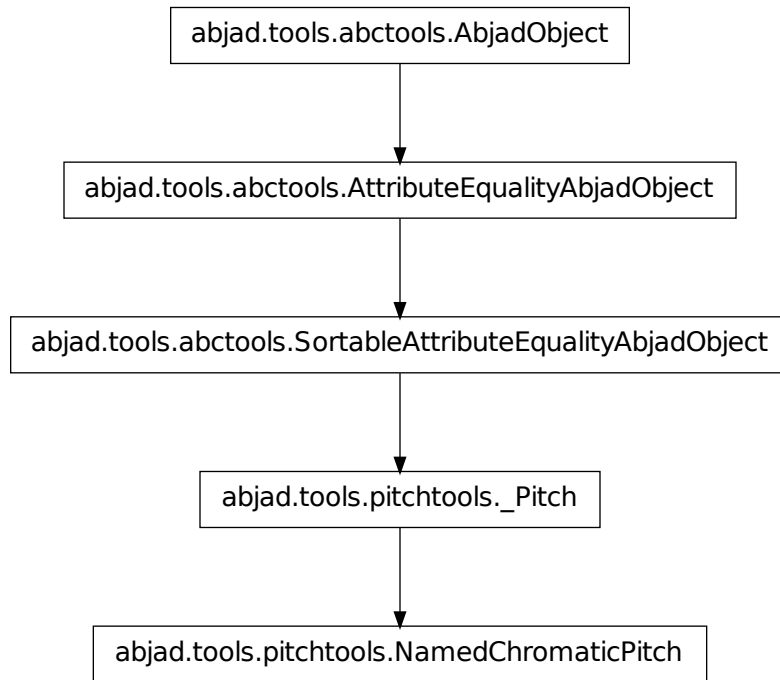 abjad.tools.abctools.AbjadObject
abjad.tools.abctools.AttributeEqualityAbjadObject
abjad.tools.abctools.SortableAttributeEqualityAbjadObject
abjad.tools.pitchtools._Pitch
abjad.tools.pitchtools.NamedChromaticPitch